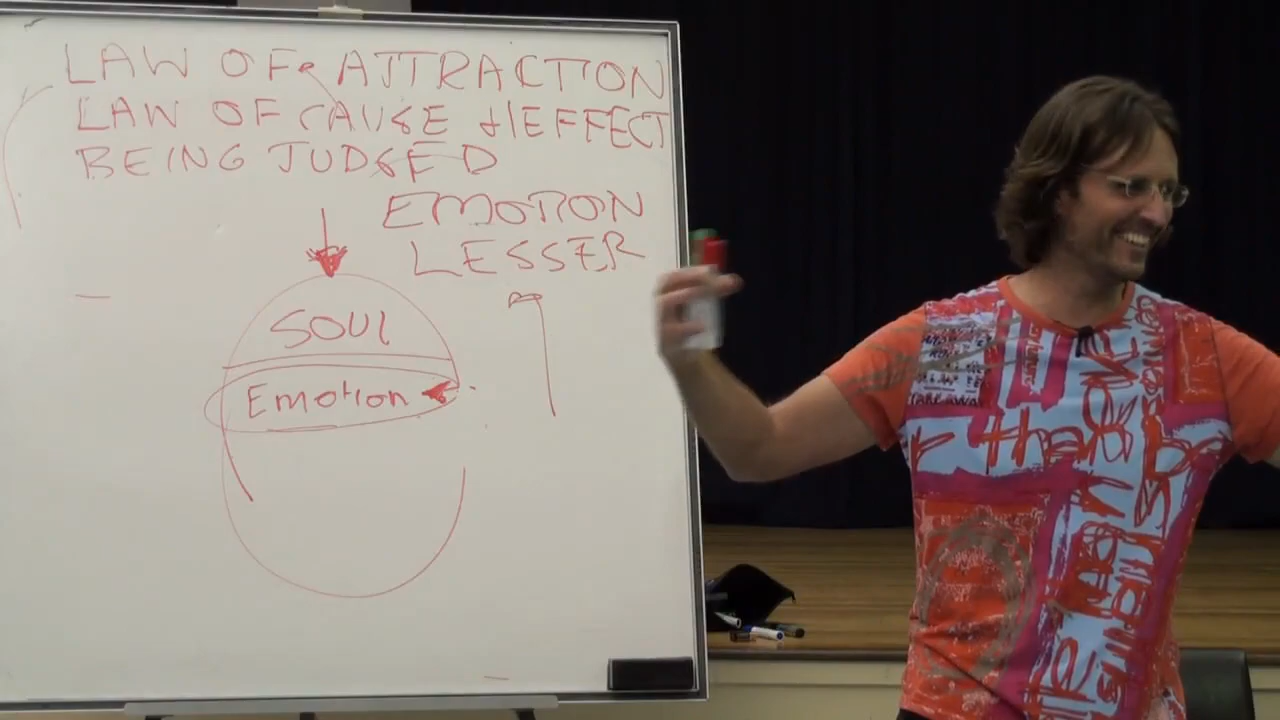 LAW OF ATTRACTION
LAW OF CAUSE + EFFECT
BEING JUDGED
EMOTION
LESSER
SOUL
Emotion